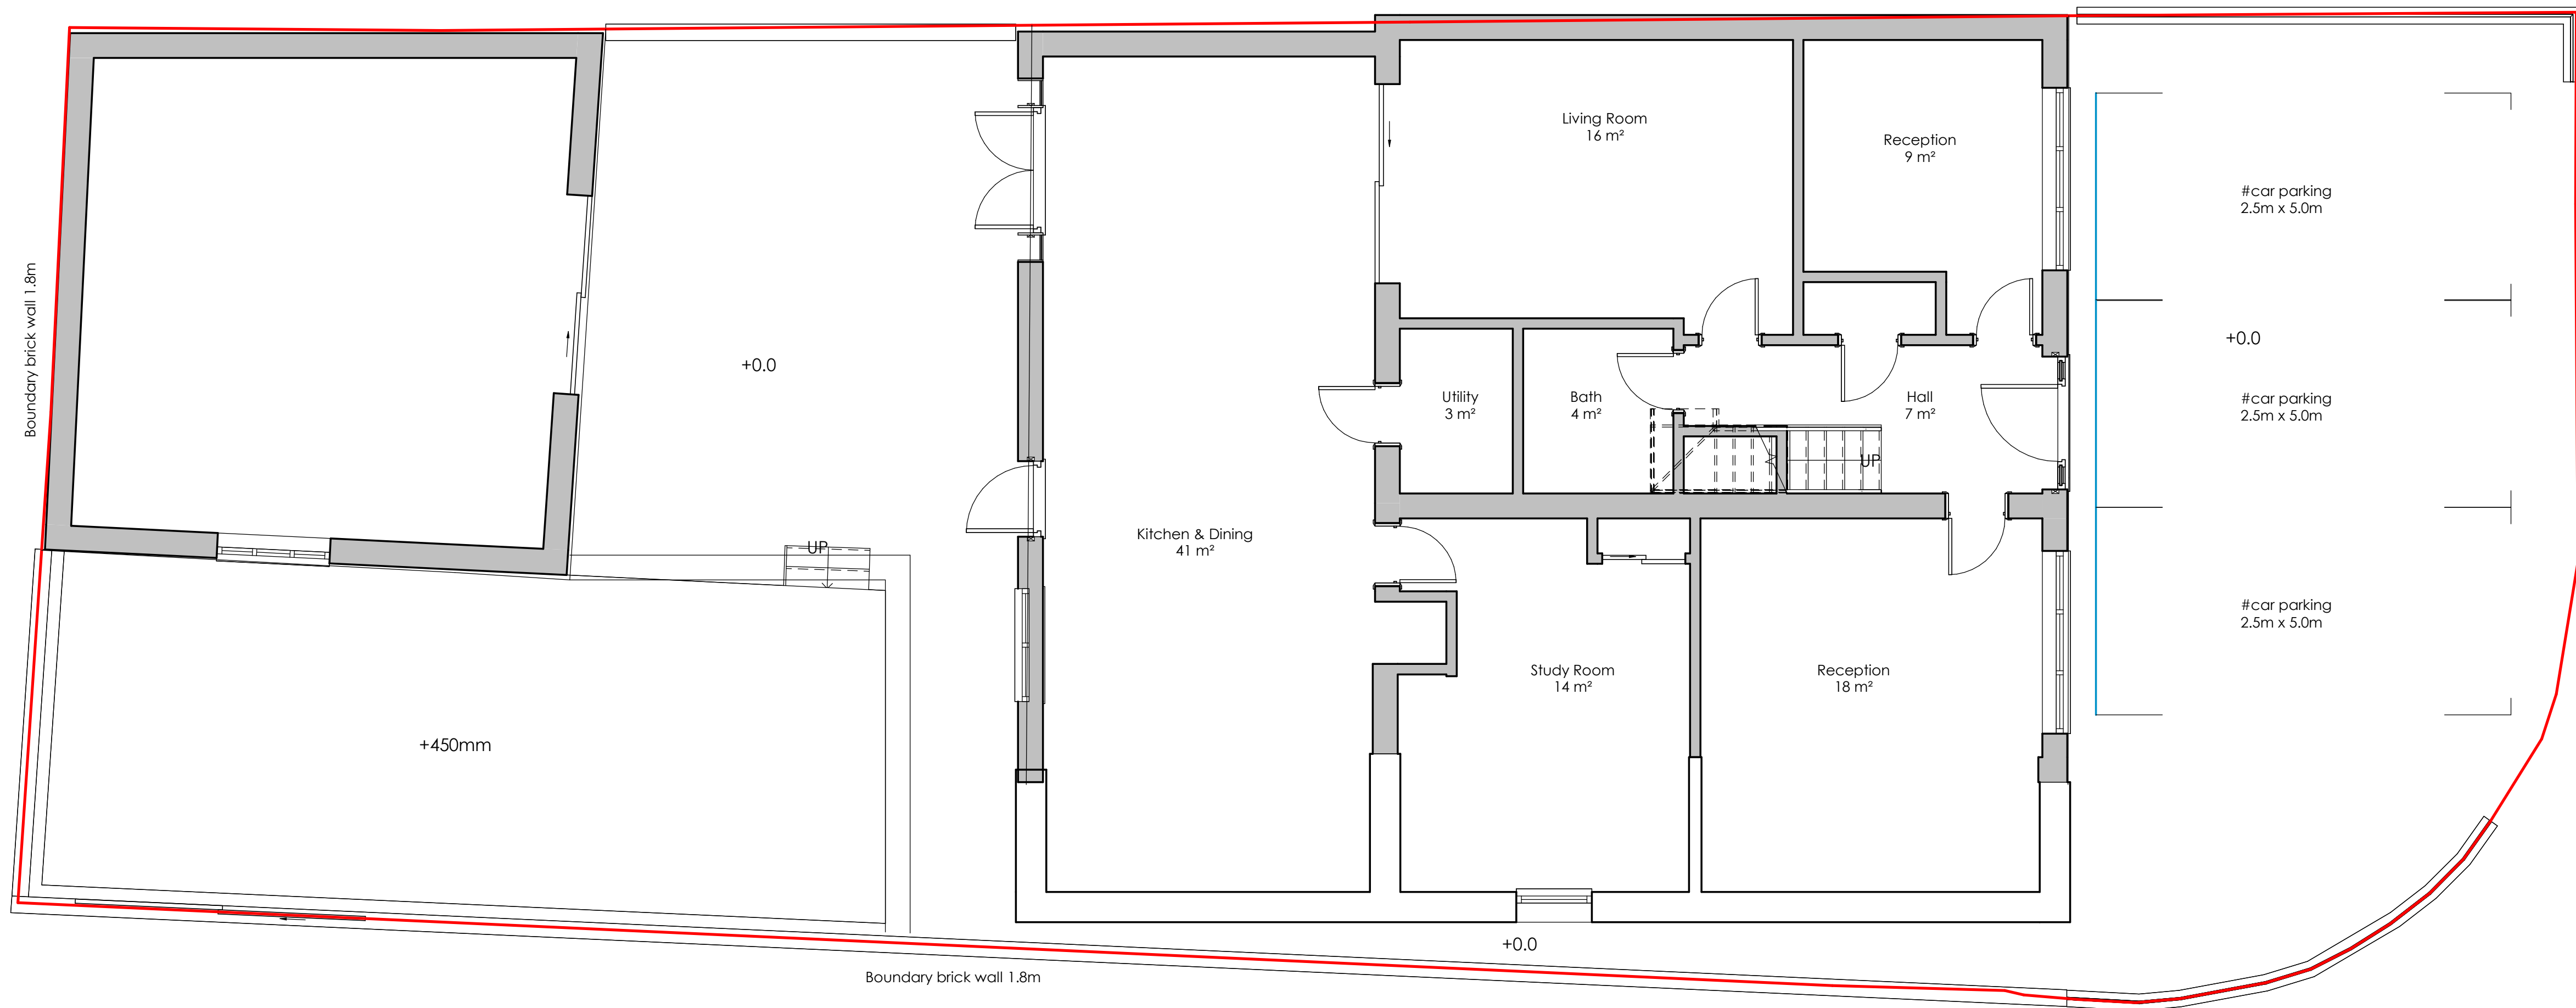 Living Room
16 m²
Reception
9 m²
#car parking
2.5m x 5.0m
Boundary brick wall 1.8m
+0.0
+0.0
Utility
3 m²
Bath
4 m²
Hall
7 m²
#car parking
2.5m x 5.0m
UP
Kitchen & Dining
41 m²
UP
#car parking
2.5m x 5.0m
Study Room
14 m²
Reception
18 m²
+450mm
+0.0
Boundary brick wall 1.8m